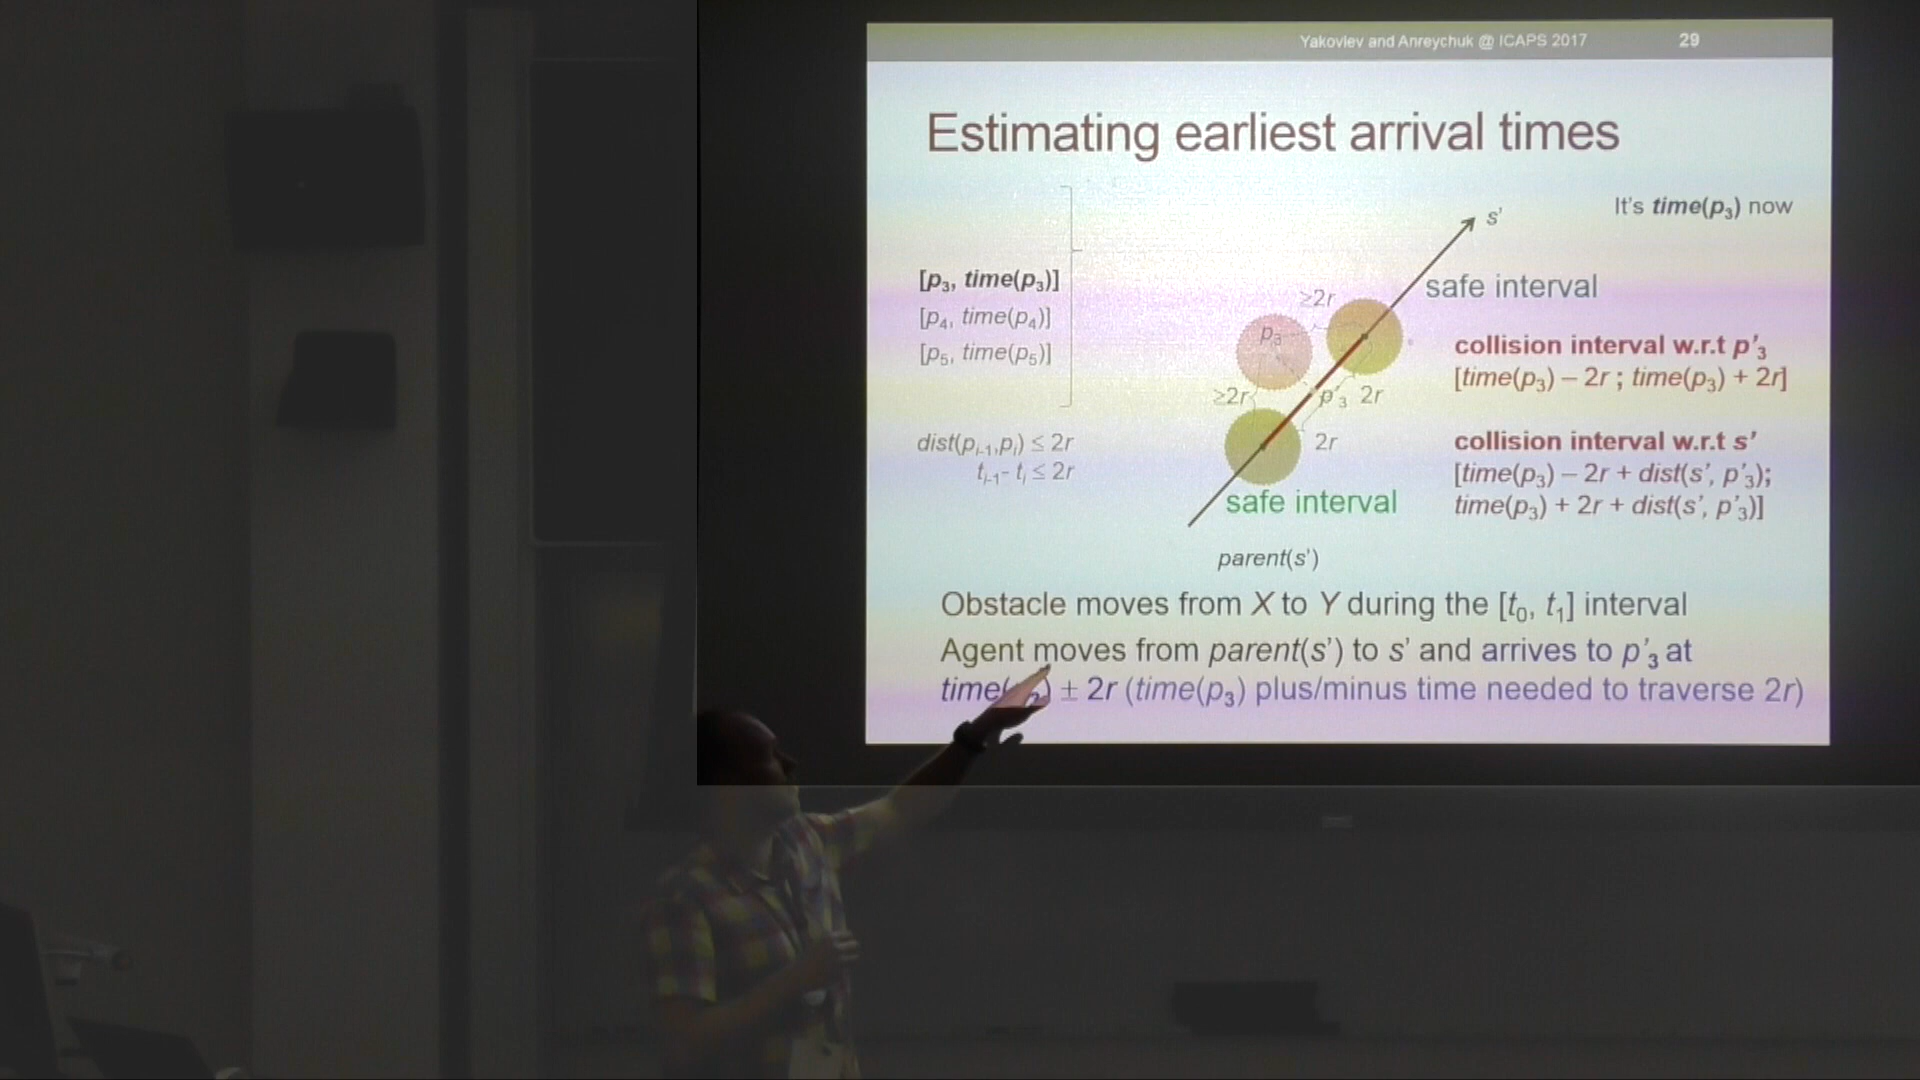 Yakovlev and Anreychuk @ ICAPS 2017 29
Estimating earliest arrival times
It's time(p₃) now
s'
safe interval
[p₃, time(p₃)]
[p₄, time(p₄)]
[p₅, time(p₅)]
≥2r
p₃
≥2r
p'₃ 2r
2r
collision interval w.r.t p'₃
[time(p₃) – 2r ; time(p₃) + 2r]
dist(pᵢ₋₁,pᵢ) ≤ 2r
tᵢ₋₁- tᵢ ≤ 2r
collision interval w.r.t s'
[time(p₃) – 2r + dist(s', p'₃);
time(p₃) + 2r + dist(s', p'₃)]
safe interval
parent(s')
Obstacle moves from X to Y during the [t₀, t₁] interval
Agent moves from parent(s') to s' and arrives to p'₃ at
time( ) ± 2r (time(p₃) plus/minus time needed to traverse 2r)